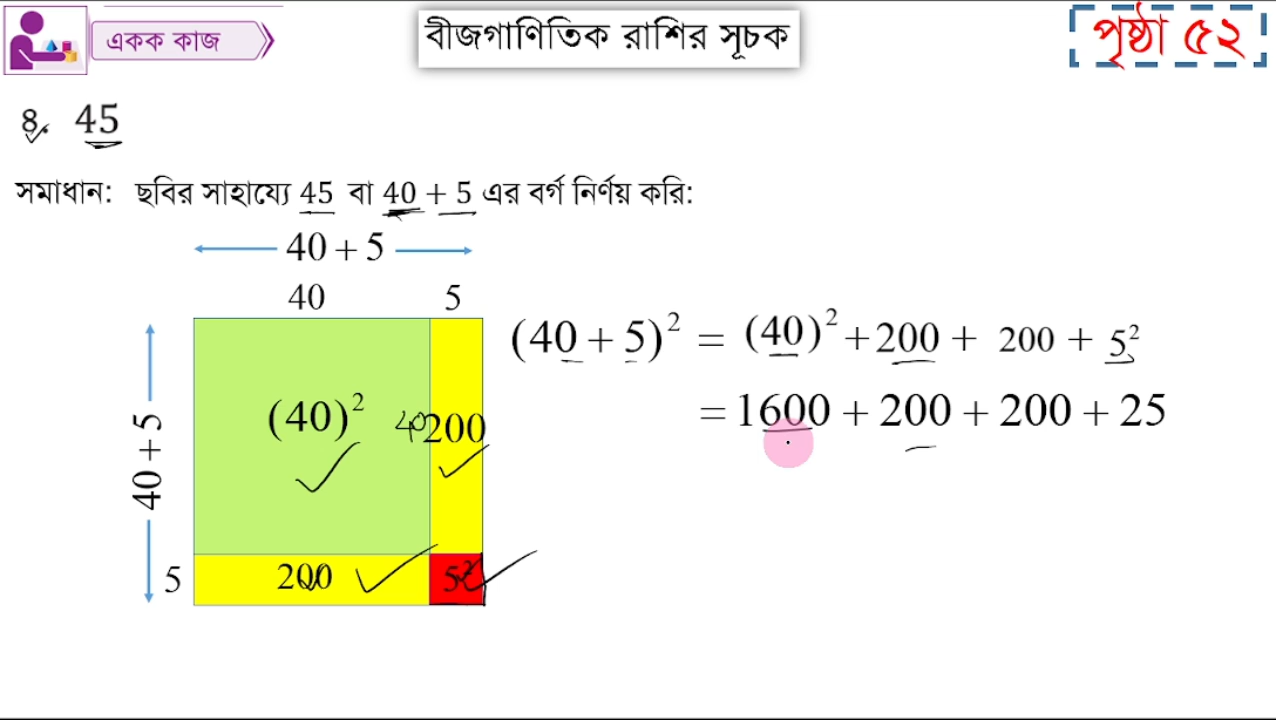 একক কাজ
বীজগাণিতিক রাশির সূচক
পৃষ্ঠা ৫২
৪. 45
সমাধান: ছবির সাহায্যে 45 বা 40 + 5 এর বর্গ নির্ণয় করি:
40 + 5
40 5
(40 + 5)² = (40)² + 200 + 200 + 5²
= 1600 + 200 + 200 + 25
40 + 5
(40)² 40 200
5 200 5²